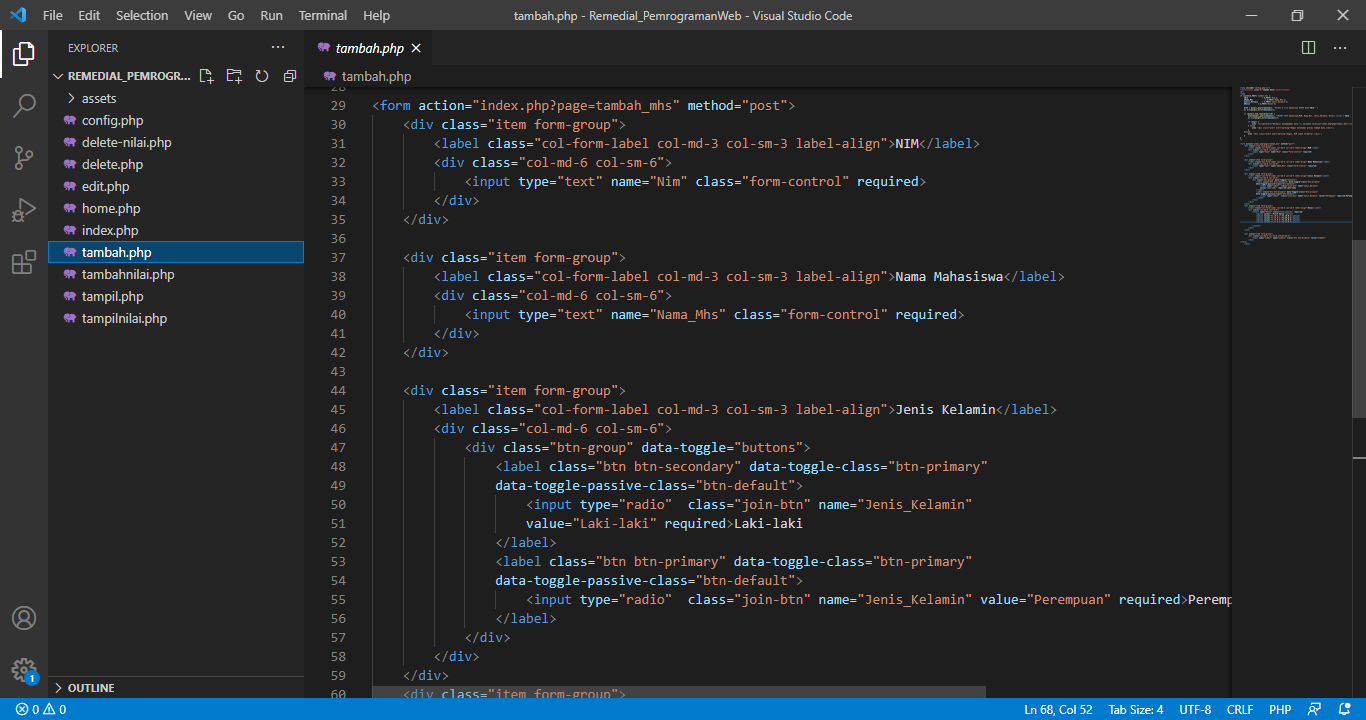 File Edit Selection View Go Run Terminal Help tambah.php - Remedial_PemrogramanWeb - Visual Studio Code
EXPLORER
REMEDIAL_PEMROGR...
assets
config.php
delete-nilai.php
delete.php
edit.php
home.php
index.php
tambah.php
tambahnilai.php
tampil.php
tampilnilai.php
OUTLINE
tambah.php
tambah.php
28
29 <form action="index.php?page=tambah_mhs" method="post">
30 <div class="item form-group">
31 <label class="col-form-label col-md-3 col-sm-3 label-align">NIM</label>
32 <div class="col-md-6 col-sm-6">
33 <input type="text" name="Nim" class="form-control" required>
34 </div>
35 </div>
36
37 <div class="item form-group">
38 <label class="col-form-label col-md-3 col-sm-3 label-align">Nama Mahasiswa</label>
39 <div class="col-md-6 col-sm-6">
40 <input type="text" name="Nama_Mhs" class="form-control" required>
41 </div>
42 </div>
43
44 <div class="item form-group">
45 <label class="col-form-label col-md-3 col-sm-3 label-align">Jenis Kelamin</label>
46 <div class="col-md-6 col-sm-6">
47 <div class="btn-group" data-toggle="buttons">
48 <label class="btn btn-secondary" data-toggle-class="btn-primary"
49 data-toggle-passive-class="btn-default">
50 <input type="radio"  class="join-btn" name="Jenis_Kelamin"
51 value="Laki-laki" required>Laki-laki
52 </label>
53 <label class="btn btn-primary" data-toggle-class="btn-primary"
54 data-toggle-passive-class="btn-default">
55 <input type="radio"  class="join-btn" name="Jenis_Kelamin" value="Perempuan" required>Peremp
56 </label>
57 </div>
58 </div>
59 </div>
60 <div class="item form-group">
1
0 0 Ln 68, Col 52 Tab Size: 4 UTF-8 CRLF PHP